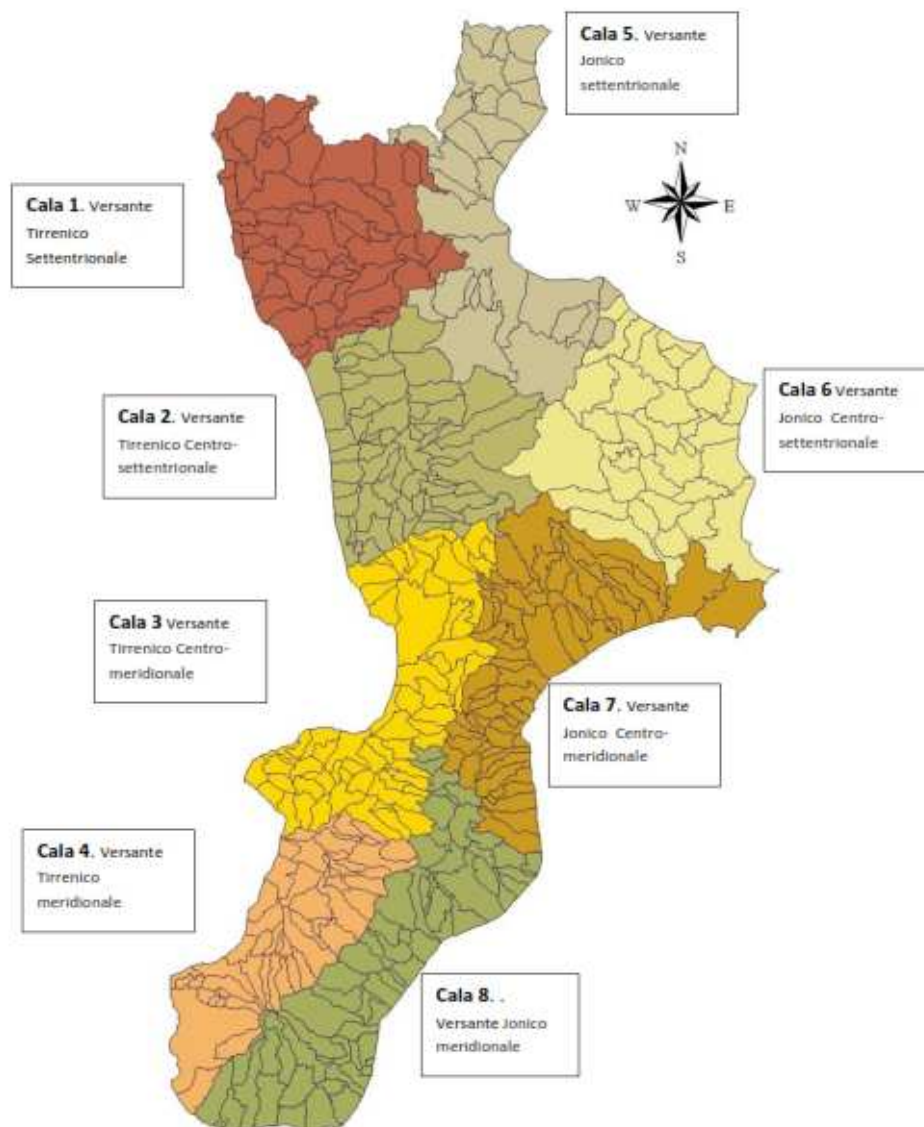 Cala 5. Versante
Jonico
settentrionale
N
W E
S
Cala 1. Versante
Tirrenico
Settentrionale
Cala 6 Versante
Jonico Centro-
settentrionale
Cala 2. Versante
Tirrenico Centro-
settentrionale
Cala 3 Versante
Tirrenico Centro-
meridionale
Cala 7. Versante
Jonico Centro-
meridionale
Cala 4. Versante
Tirrenico
meridionale
Cala 8. .
Versante Jonico
meridionale